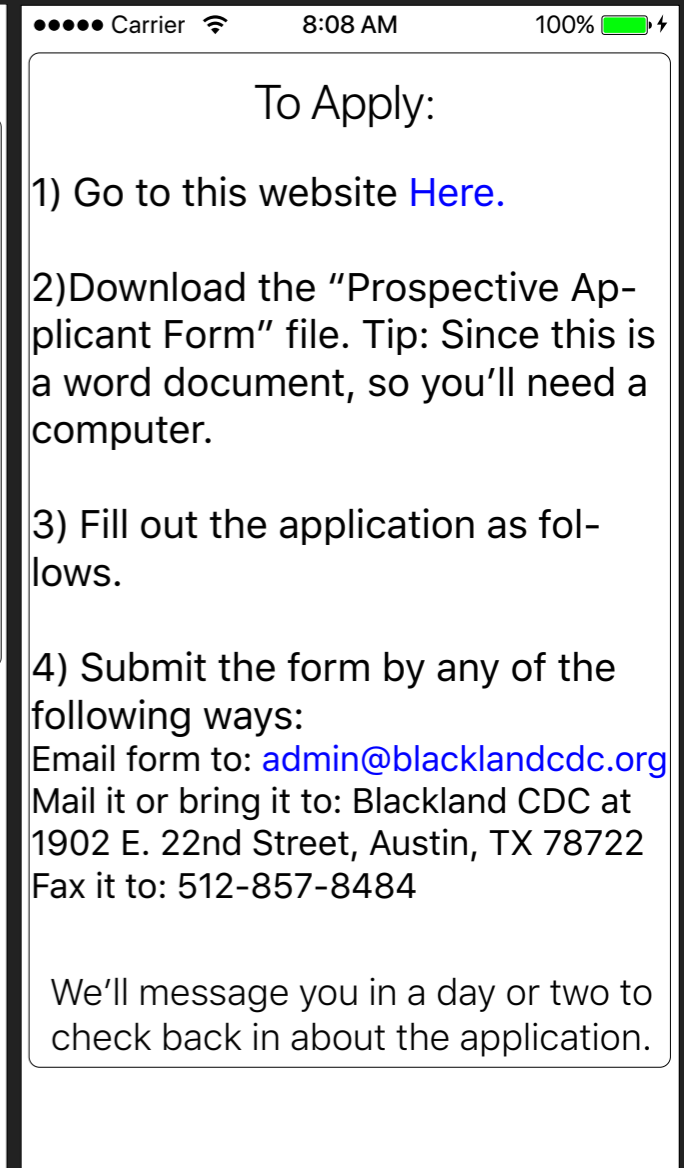 Carrier 8:08 AM 100%
To Apply:
1) Go to this website Here.
2)Download the “Prospective Ap-
plicant Form” file. Tip: Since this is
a word document, so you’ll need a
computer.
3) Fill out the application as fol-
lows.
4) Submit the form by any of the
following ways:
Email form to: admin@blacklandcdc.org
Mail it or bring it to: Blackland CDC at
1902 E. 22nd Street, Austin, TX 78722
Fax it to: 512-857-8484
We’ll message you in a day or two to
check back in about the application.